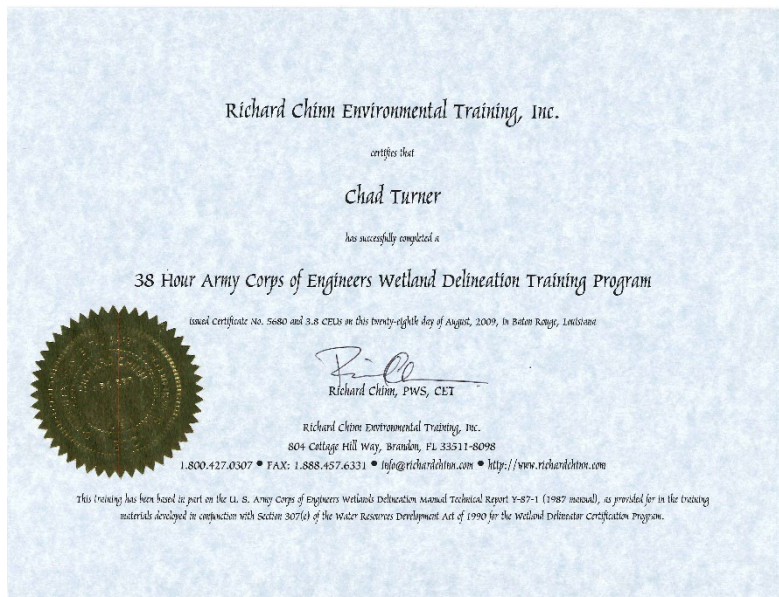 Richard Chinn Environmental Training, Inc.
certifies that
Chad Turner
has successfully completed a
38 Hour Army Corps of Engineers Wetland Delineation Training Program
issued Certificate No. 5680 and 3.8 CEUs on this twenty-eighth day of August, 2009, in Baton Rouge, Louisiana
Richard Chinn, PWS, CET
Richard Chinn Environmental Training, Inc.
804 Cottage Hill Way, Brandon, FL 33511-8098
1.800.427.0307 ● FAX: 1.888.457.6331 ● info@richardchinn.com ● http://www.richardchinn.com
This training has been based in part on the U. S. Army Corps of Engineers Wetlands Delineation Manual Technical Report Y-87-1 (1987 manual), as provided for in the training
materials developed in conjunction with Section 307(e) of the Water Resources Development Act of 1990 for the Wetland Delineator Certification Program.